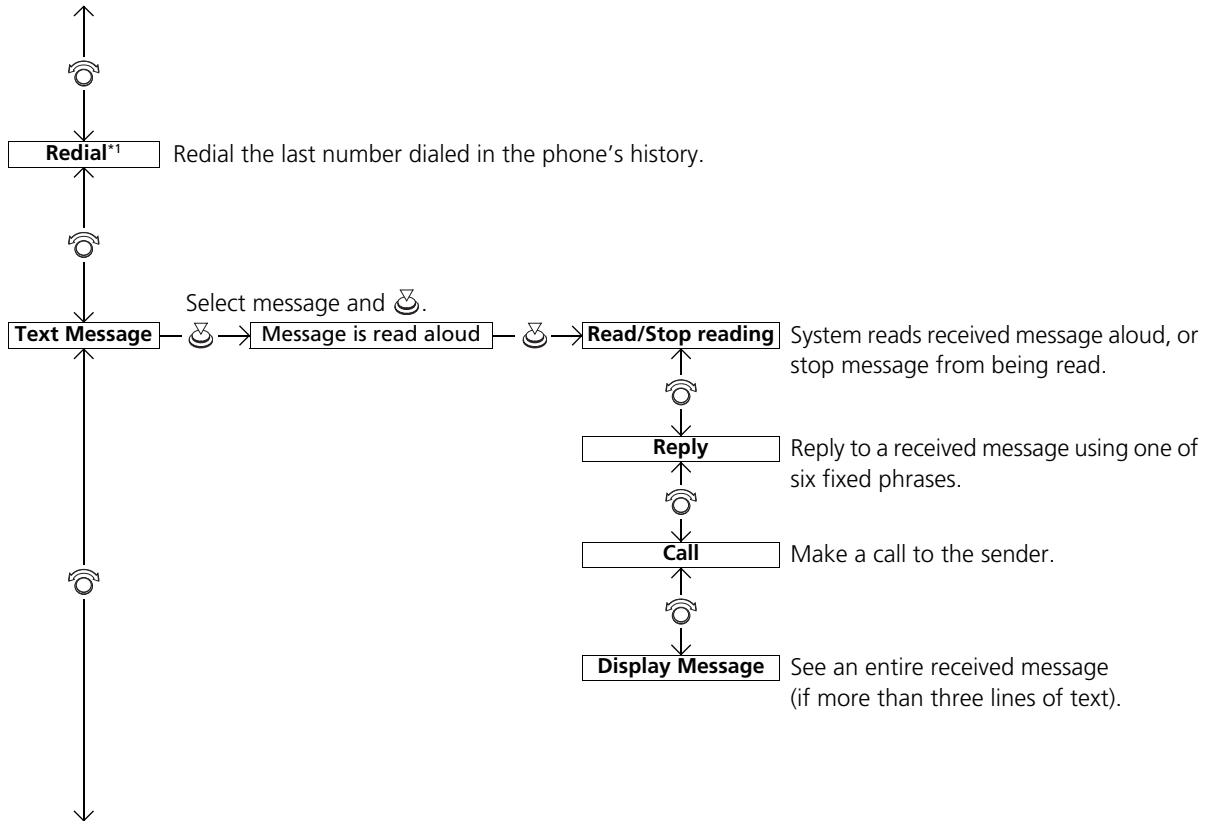 Redial*1 Redial the last number dialed in the phone's history.
Select message and .
Text Message Message is read aloud Read/Stop reading System reads received message aloud, or
stop message from being read.
Reply Reply to a received message using one of
six fixed phrases.
Call Make a call to the sender.
Display Message See an entire received message
(if more than three lines of text).